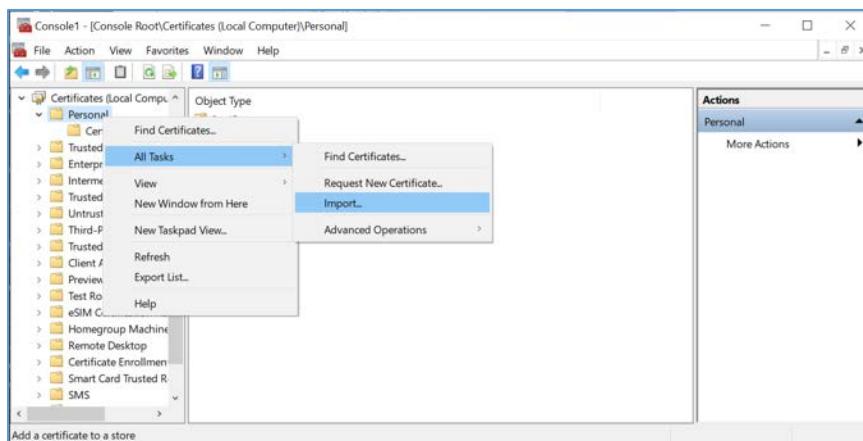 Console1 - [Console Root\Certificates (Local Computer)\Personal]
File Action View Favorites Window Help
Certificates (Local Compu
Personal
Cer
Trusted
Enterpr
Interme
Trusted
Untrust
Third-P
Trusted
Client A
Preview
Test Ro
eSIM C
Homegroup Machine
Remote Desktop
Certificate Enrollmen
Smart Card Trusted R
SMS
Find Certificates...
All Tasks
View
New Window from Here
New Taskpad View...
Refresh
Export List...
Help
Find Certificates...
Request New Certificate...
Import...
Advanced Operations
Object Type
Actions
Personal
More Actions
Add a certificate to a store